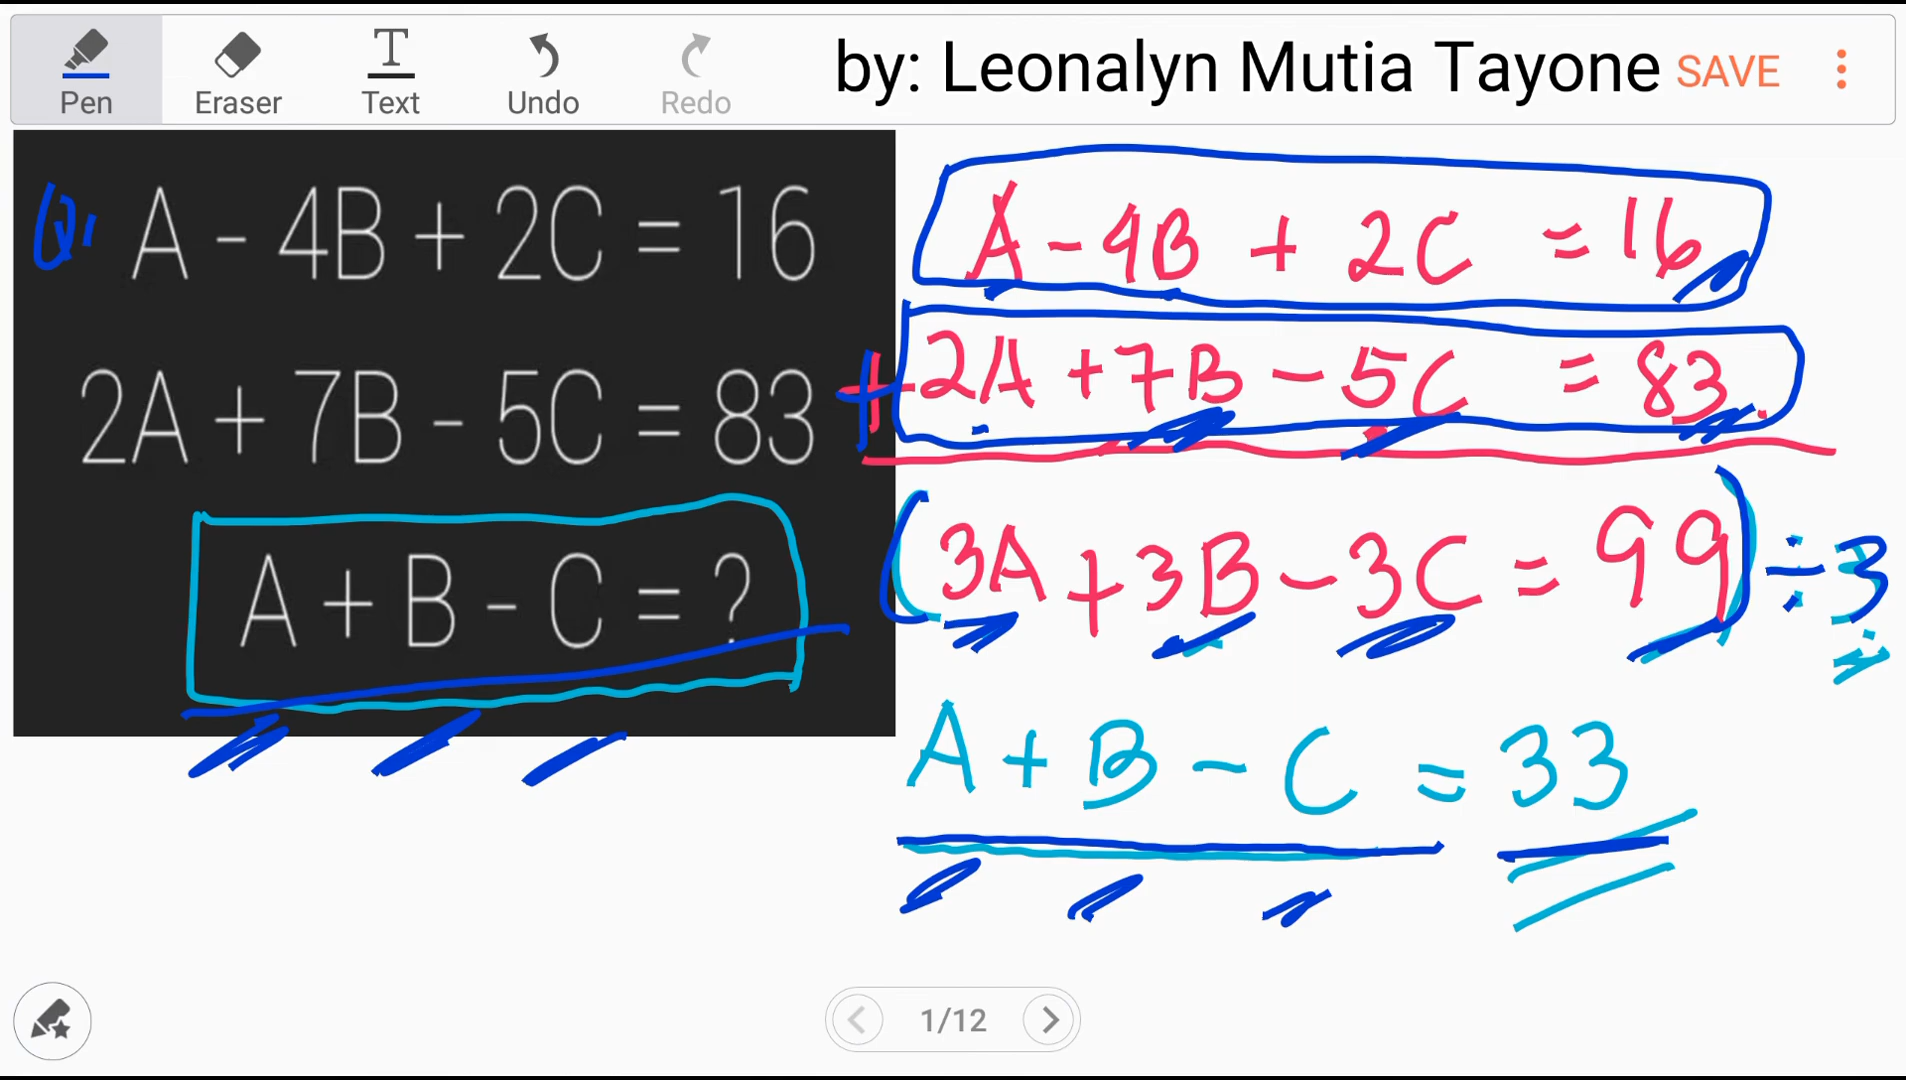 Pen Eraser Text Undo Redo by: Leonalyn Mutia Tayone SAVE
Q1 A - 4B + 2C = 16
2A + 7B - 5C = 83
A + B - C = ?
A - 4B + 2C = 16
+ 2A + 7B - 5C = 83
(3A + 3B - 3C = 99) ÷ 3
A + B - C = 33
1/12